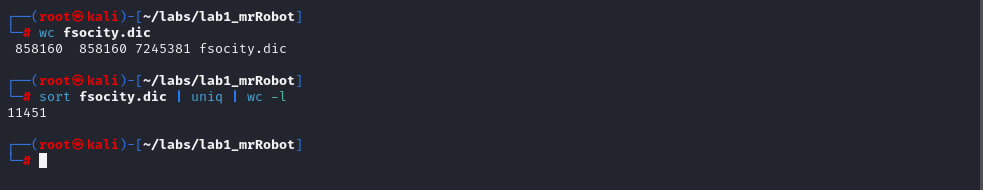 ┌──(root㉿kali)-[~/labs/lab1_mrRobot]
└─# wc fsocity.dic
 858160  858160 7245381 fsocity.dic
┌──(root㉿kali)-[~/labs/lab1_mrRobot]
└─# sort fsocity.dic | uniq | wc -l
11451
┌──(root㉿kali)-[~/labs/lab1_mrRobot]
└─#